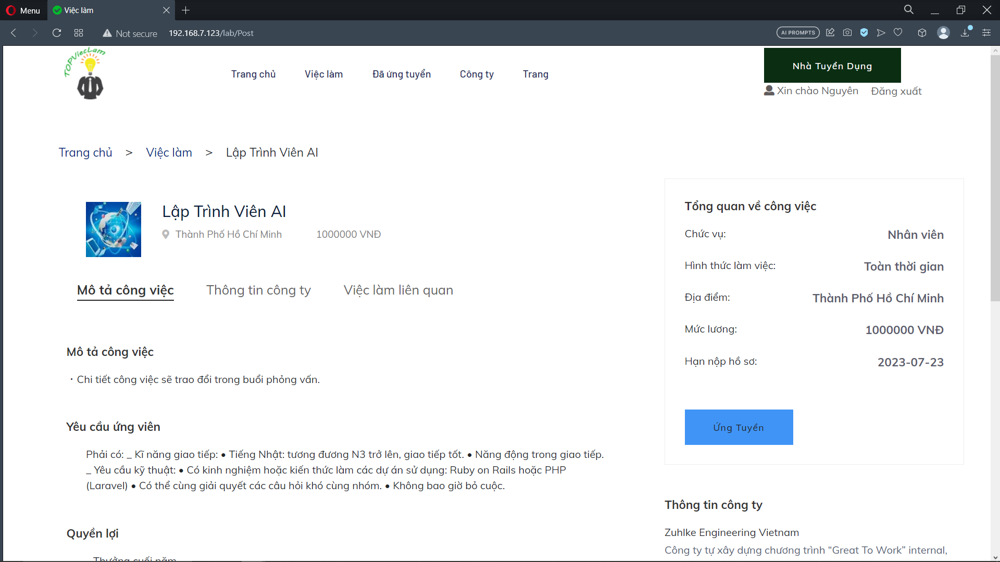 Menu
Việc làm
Not secure
192.168.7.123/lab/Post
AI PROMPTS
TOPViecLam
Trang chủ
Việc làm
Đã ứng tuyển
Công ty
Trang
Nhà Tuyển Dụng
Xin chào Nguyên
Đăng xuất
Trang chủ > Việc làm > Lập Trình Viên AI
Lập Trình Viên AI
Thành Phố Hồ Chí Minh
1000000 VNĐ
Mô tả công việc
Thông tin công ty
Việc làm liên quan
Mô tả công việc
· Chi tiết công việc sẽ trao đổi trong buổi phỏng vấn.
Yêu cầu ứng viên
Phải có: _ Kĩ năng giao tiếp: ● Tiếng Nhật: tương đương N3 trở lên, giao tiếp tốt. ● Năng động trong giao tiếp.
_ Yêu cầu kỹ thuật: ● Có kinh nghiệm hoặc kiến thức làm các dự án sử dụng: Ruby on Rails hoặc PHP
(Laravel) ● Có thể cùng giải quyết các câu hỏi khó cùng nhóm. ● Không bao giờ bỏ cuộc.
Quyền lợi
Thưởng cuối năm
Tổng quan về công việc
Chức vụ: Nhân viên
Hình thức làm việc: Toàn thời gian
Địa điểm: Thành Phố Hồ Chí Minh
Mức lương: 1000000 VNĐ
Hạn nộp hồ sơ: 2023-07-23
Ứng Tuyển
Thông tin công ty
Zuhlke Engineering Vietnam
Công ty tự xây dựng chương trình “Great To Work” internal,